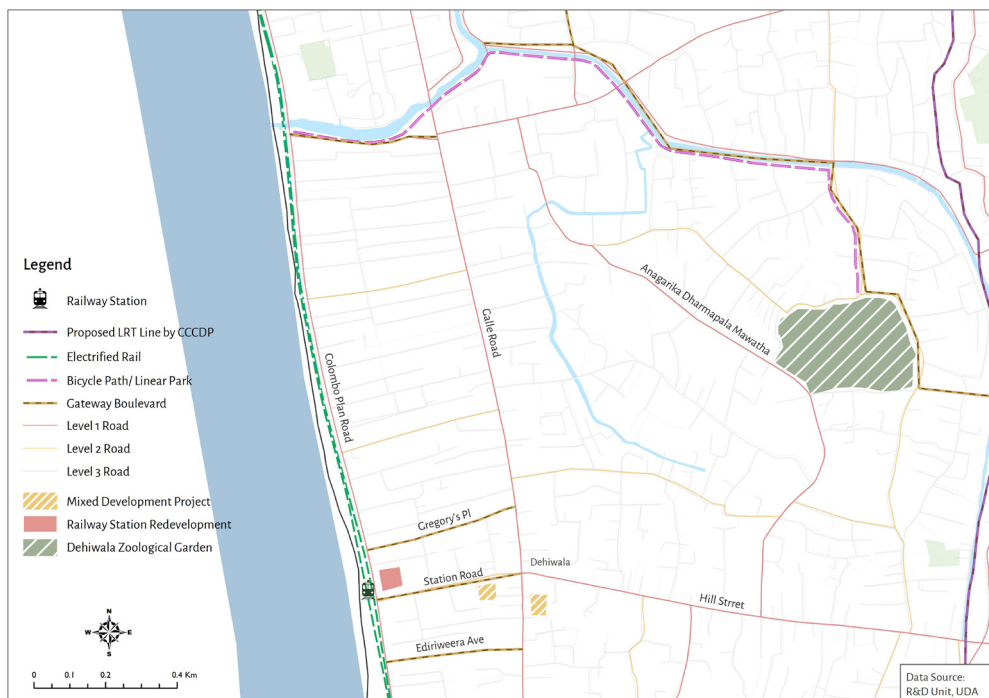 Legend
Railway Station
Proposed LRT Line by CCCDP
Electrified Rail
Bicycle Path/ Linear Park
Gateway Boulevard
Level 1 Road
Level 2 Road
Level 3 Road
Mixed Development Project
Railway Station Redevelopment
Dehiwala Zoological Garden
N
W E
S
0 0.1 0.2 0.4 Km
Colombo Plan Road
Galle Road
Anagarika Dharmapala Mawatha
Gregory's Pl
Station Road
Dehiwala
Hill Strret
Ediriweera Ave
Data Source:
R&D Unit, UDA